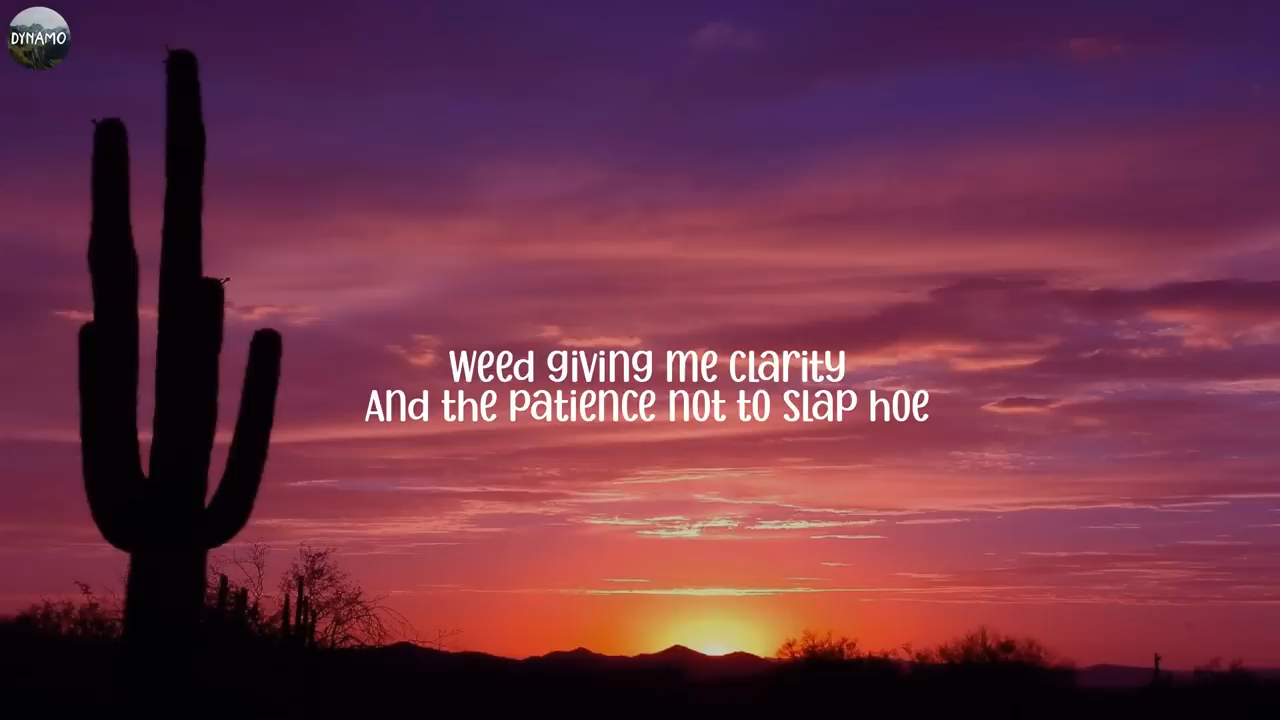 DYNAMO
Weed giving me clarity
And the patience not to slap hoe